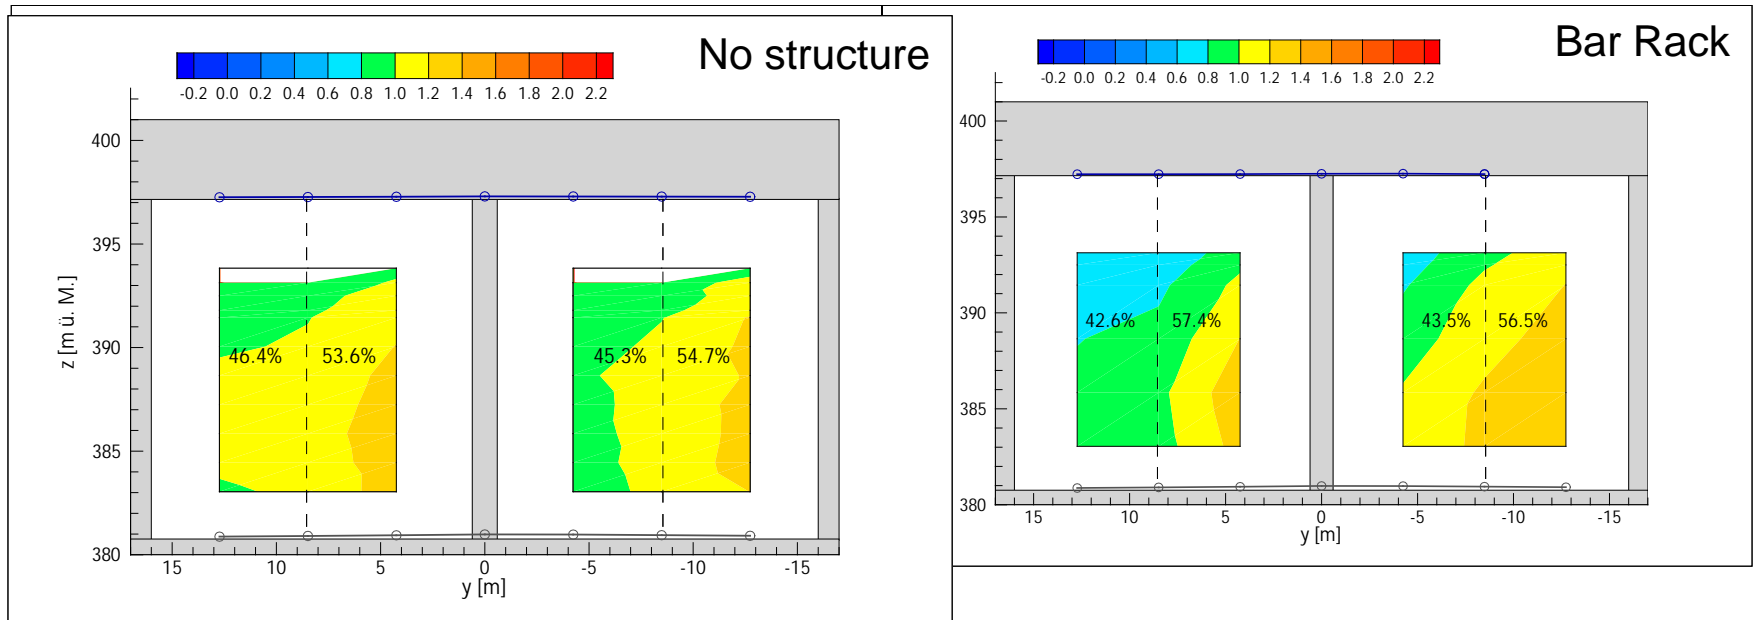 No structure
-0.2 0.0 0.2 0.4 0.6 0.8 1.0 1.2 1.4 1.6 1.8 2.0 2.2
400
395
390
385
380
z [m ü. M.]
46.4% 53.6% 45.3% 54.7%
15 10 5 0 -5 -10 -15
y [m]
Bar Rack
-0.2 0.0 0.2 0.4 0.6 0.8 1.0 1.2 1.4 1.6 1.8 2.0 2.2
400
395
390
385
380
42.6% 57.4% 43.5% 56.5%
15 10 5 0 -5 -10 -15
y [m]